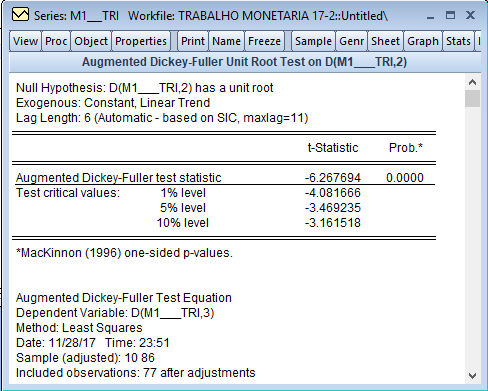 Series: M1___TRI Workfile: TRABALHO MONETARIA 17-2::Untitled\
View Proc Object Properties Print Name Freeze Sample Genr Sheet Graph Stats
Augmented Dickey-Fuller Unit Root Test on D(M1___TRI,2)
Null Hypothesis: D(M1___TRI,2) has a unit root
Exogenous: Constant, Linear Trend
Lag Length: 6 (Automatic - based on SIC, maxlag=11)
t-Statistic Prob.*
Augmented Dickey-Fuller test statistic -6.267694 0.0000
Test critical values: 1% level -4.081666
5% level -3.469235
10% level -3.161518
*MacKinnon (1996) one-sided p-values.
Augmented Dickey-Fuller Test Equation
Dependent Variable: D(M1___TRI,3)
Method: Least Squares
Date: 11/28/17 Time: 23:51
Sample (adjusted): 10 86
Included observations: 77 after adjustments